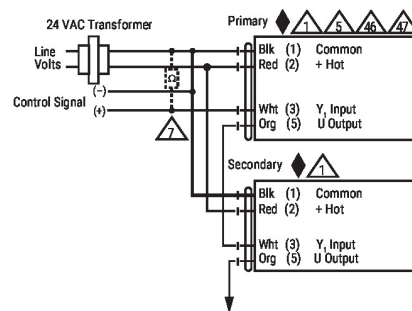 24 VAC Transformer
Primary
1 5 46 47
Line
Volts
Blk (1) Common
Red (2) + Hot
Ω
(−)
Control Signal
(+)
Wht (3) Y₁ Input
Org (5) U Output
7
Secondary
1
Blk (1) Common
Red (2) + Hot
Wht (3) Y₁ Input
Org (5) U Output